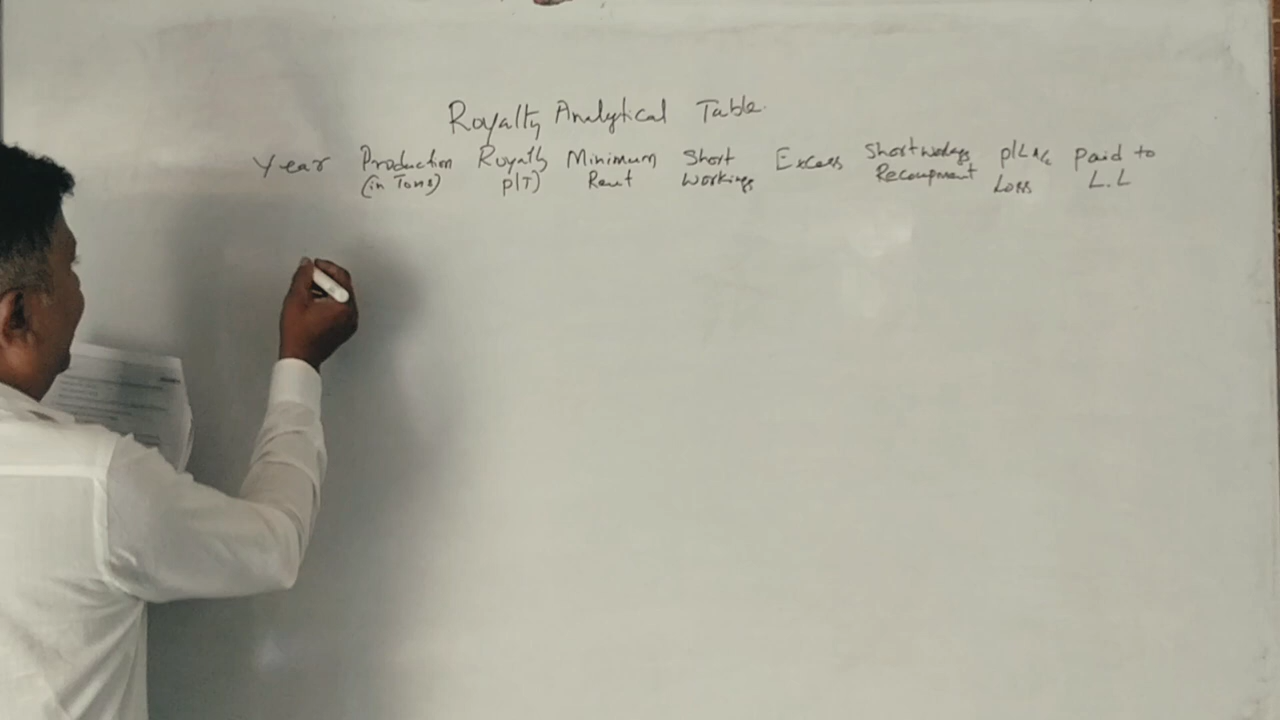 Royalty Analytical Table.
Year Production Royalty Minimum Short Excess Shortworkings P/L A/c paid to
(in Tons) P/T) Rent Workings Recoupment Loss L.L